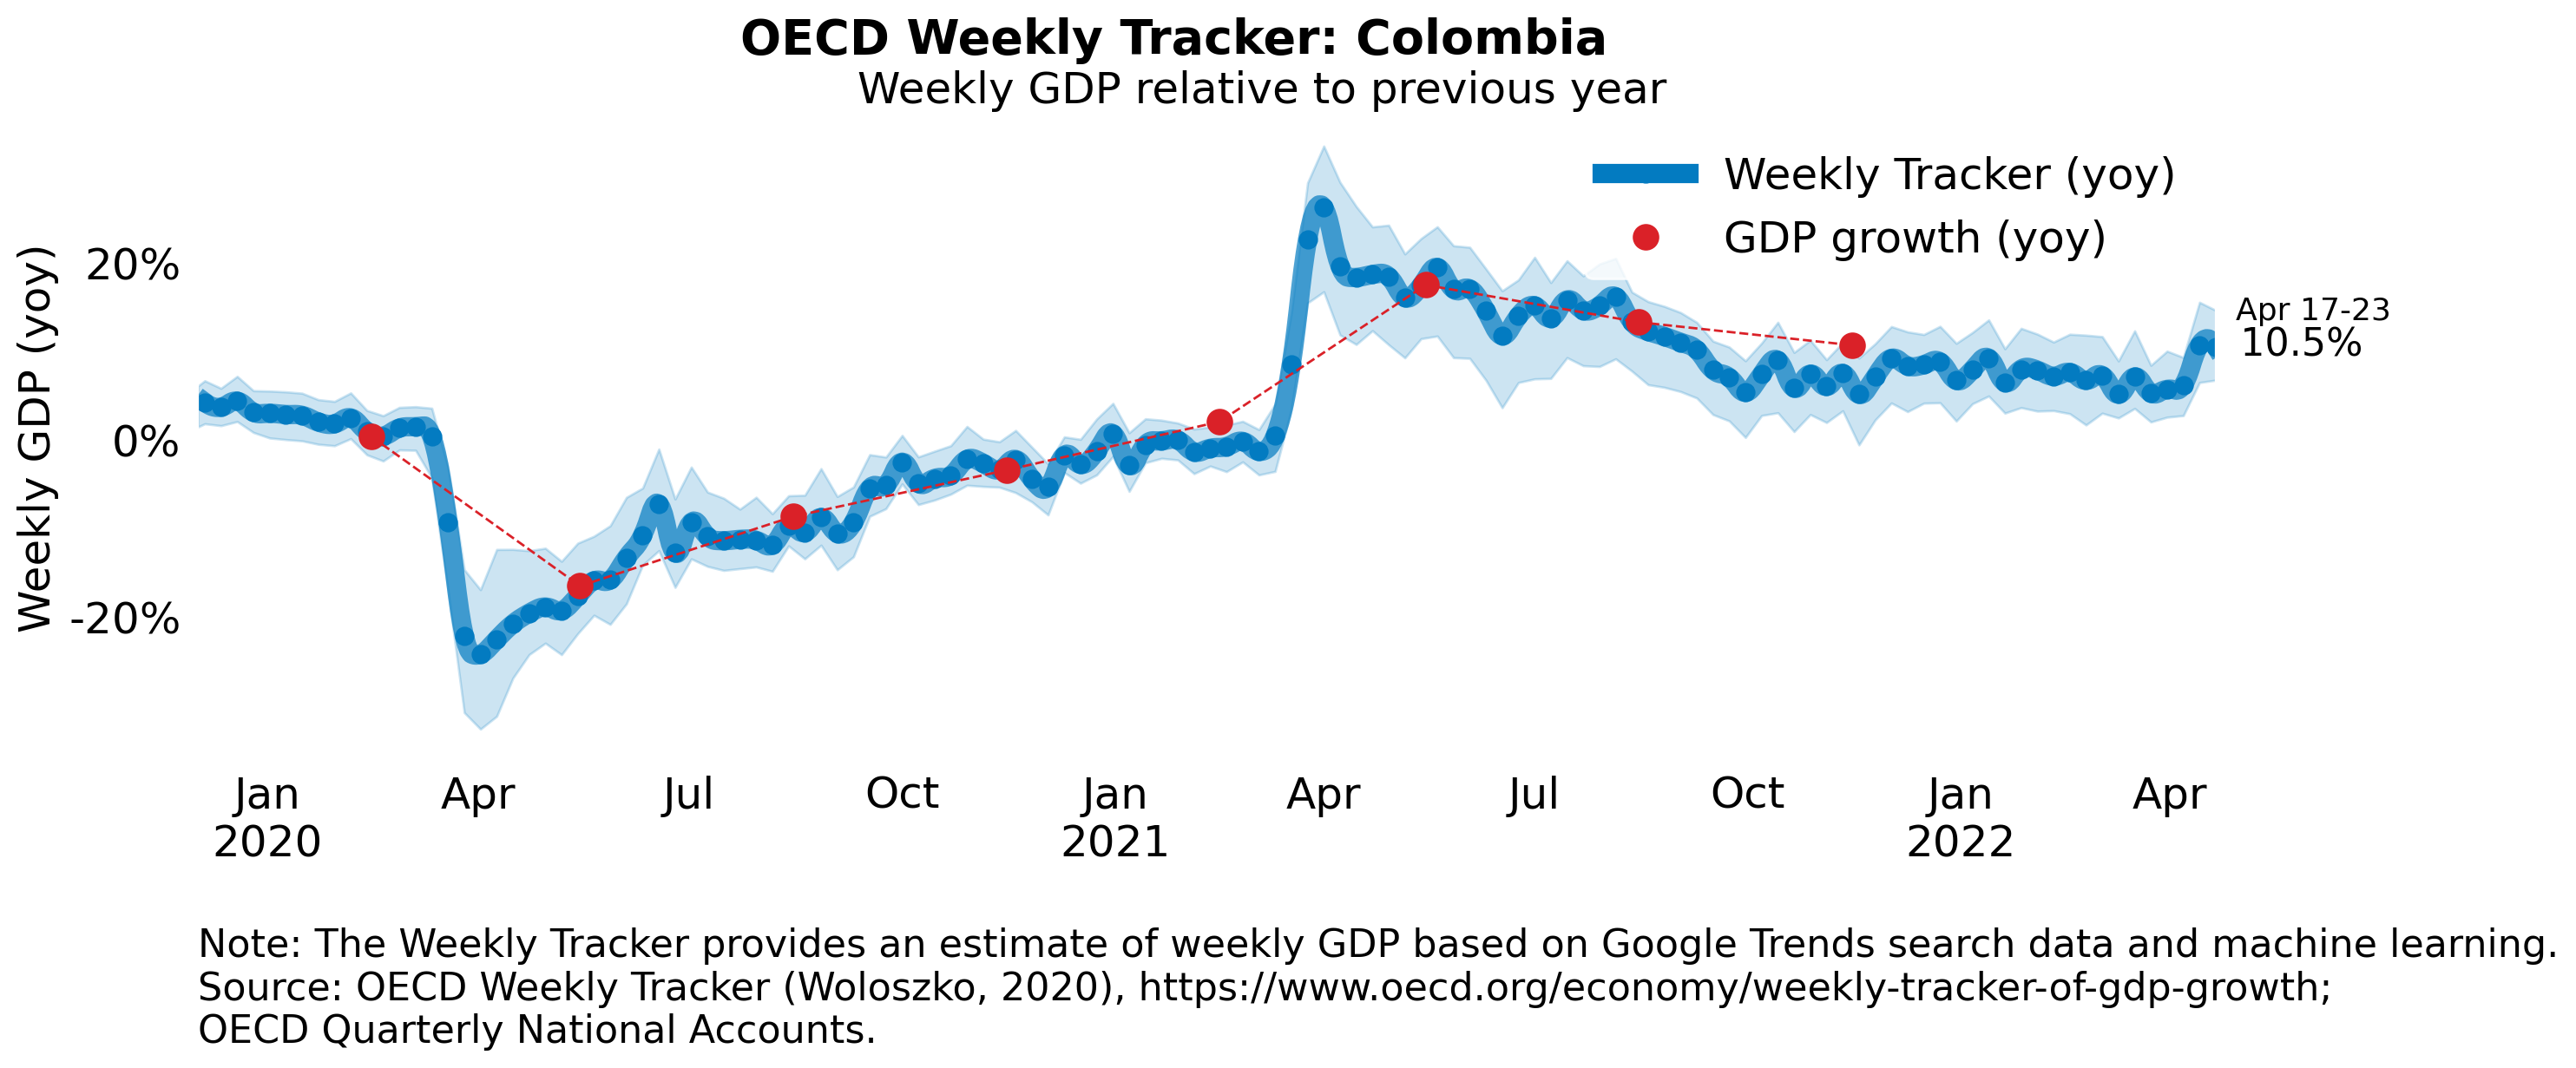 OECD Weekly Tracker: Colombia
Weekly GDP relative to previous year
Weekly Tracker (yoy)
GDP growth (yoy)
Weekly GDP (yoy)
20%
0%
-20%
Apr 17-23
10.5%
Jan Apr Jul Oct Jan Apr Jul Oct Jan Apr
2020 2021 2022
Note: The Weekly Tracker provides an estimate of weekly GDP based on Google Trends search data and machine learning.
Source: OECD Weekly Tracker (Woloszko, 2020), https://www.oecd.org/economy/weekly-tracker-of-gdp-growth;
OECD Quarterly National Accounts.